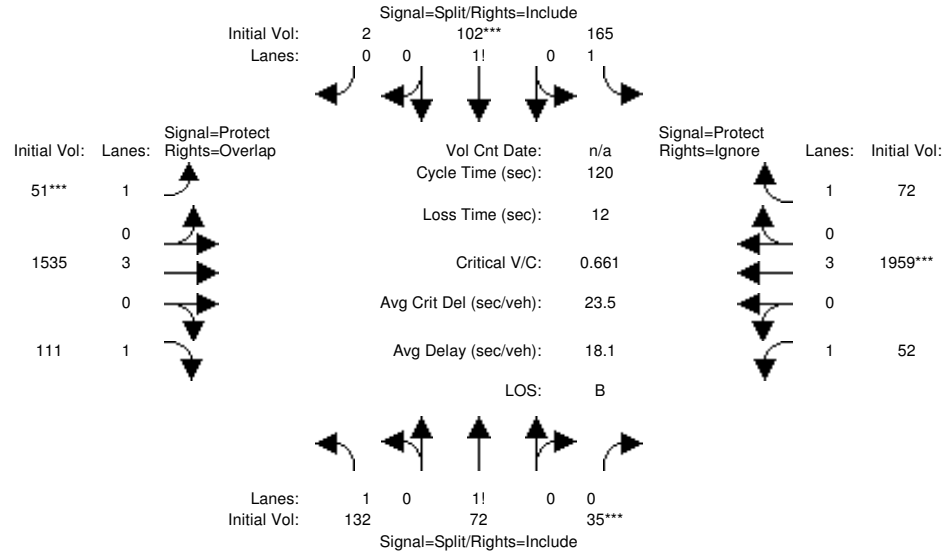 Signal=Split/Rights=Include
Initial Vol: 2 102*** 165
Lanes: 0 0 1! 0 1
Signal=Protect Signal=Protect
Initial Vol: Lanes: Rights=Overlap Vol Cnt Date: n/a Rights=Ignore Lanes: Initial Vol:
Cycle Time (sec): 120
51*** 1 1 72
Loss Time (sec): 12
0 0
1535 3 Critical V/C: 0.661 3 1959***
0 Avg Crit Del (sec/veh): 23.5 0
111 1 Avg Delay (sec/veh): 18.1 1 52
LOS: B
Lanes: 1 0 1! 0 0
Initial Vol: 132 72 35***
Signal=Split/Rights=Include